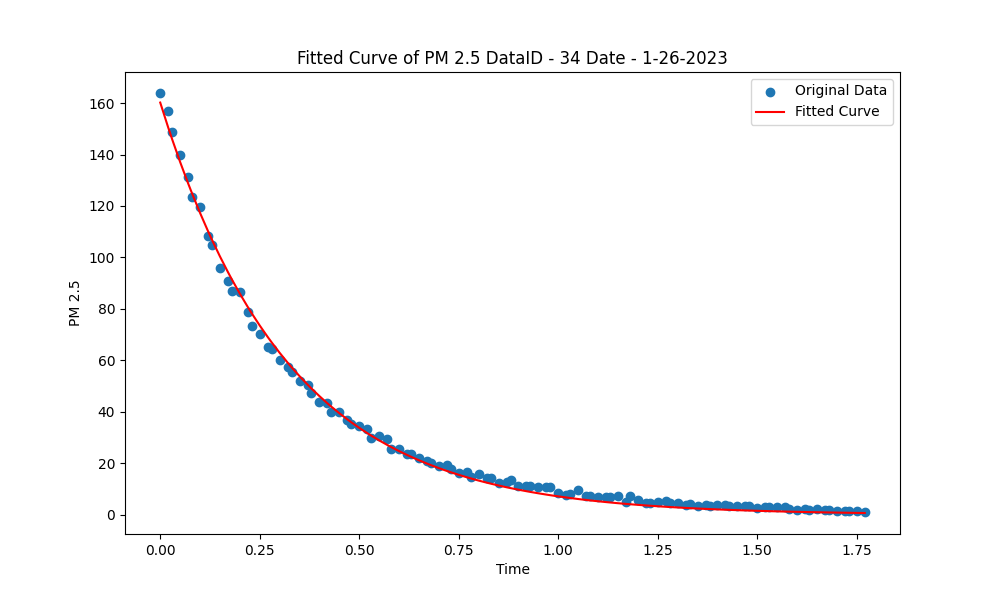 Fitted Curve of PM 2.5 DataID - 34 Date - 1-26-2023
Original Data
Fitted Curve
160
140
120
100
80
60
40
20
0
PM 2.5
0.00 0.25 0.50 0.75 1.00 1.25 1.50 1.75
Time